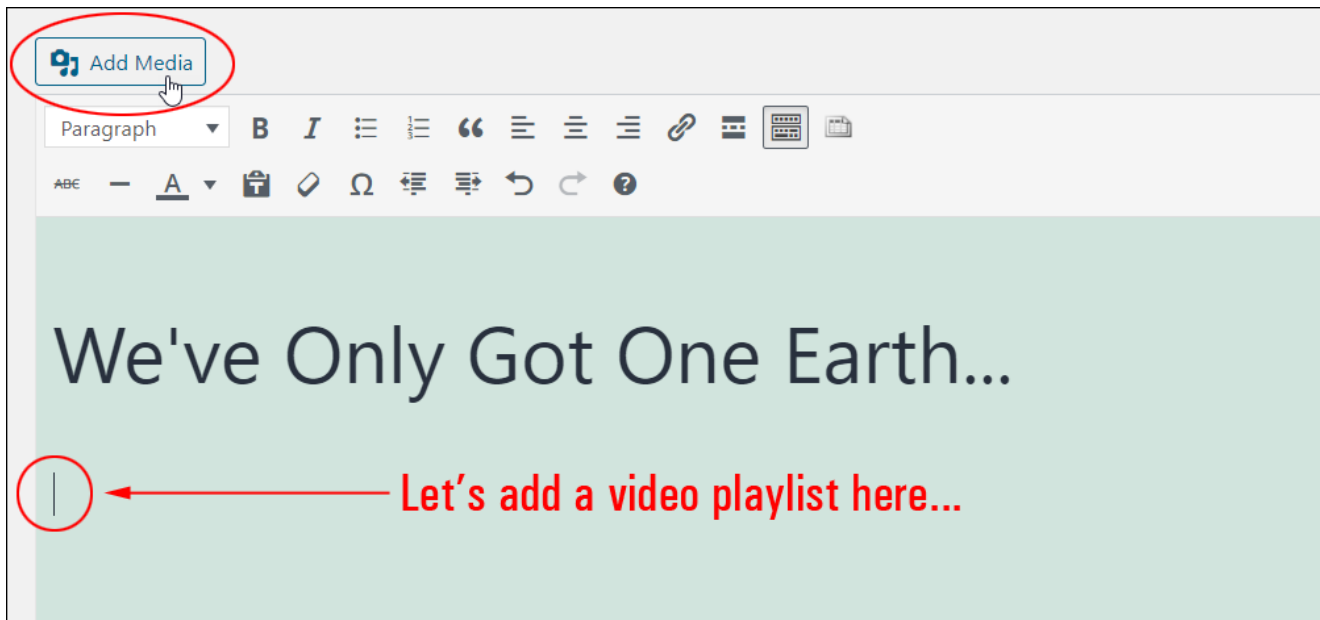 Add Media
Paragraph
ABC
We've Only Got One Earth...
Let’s add a video playlist here...